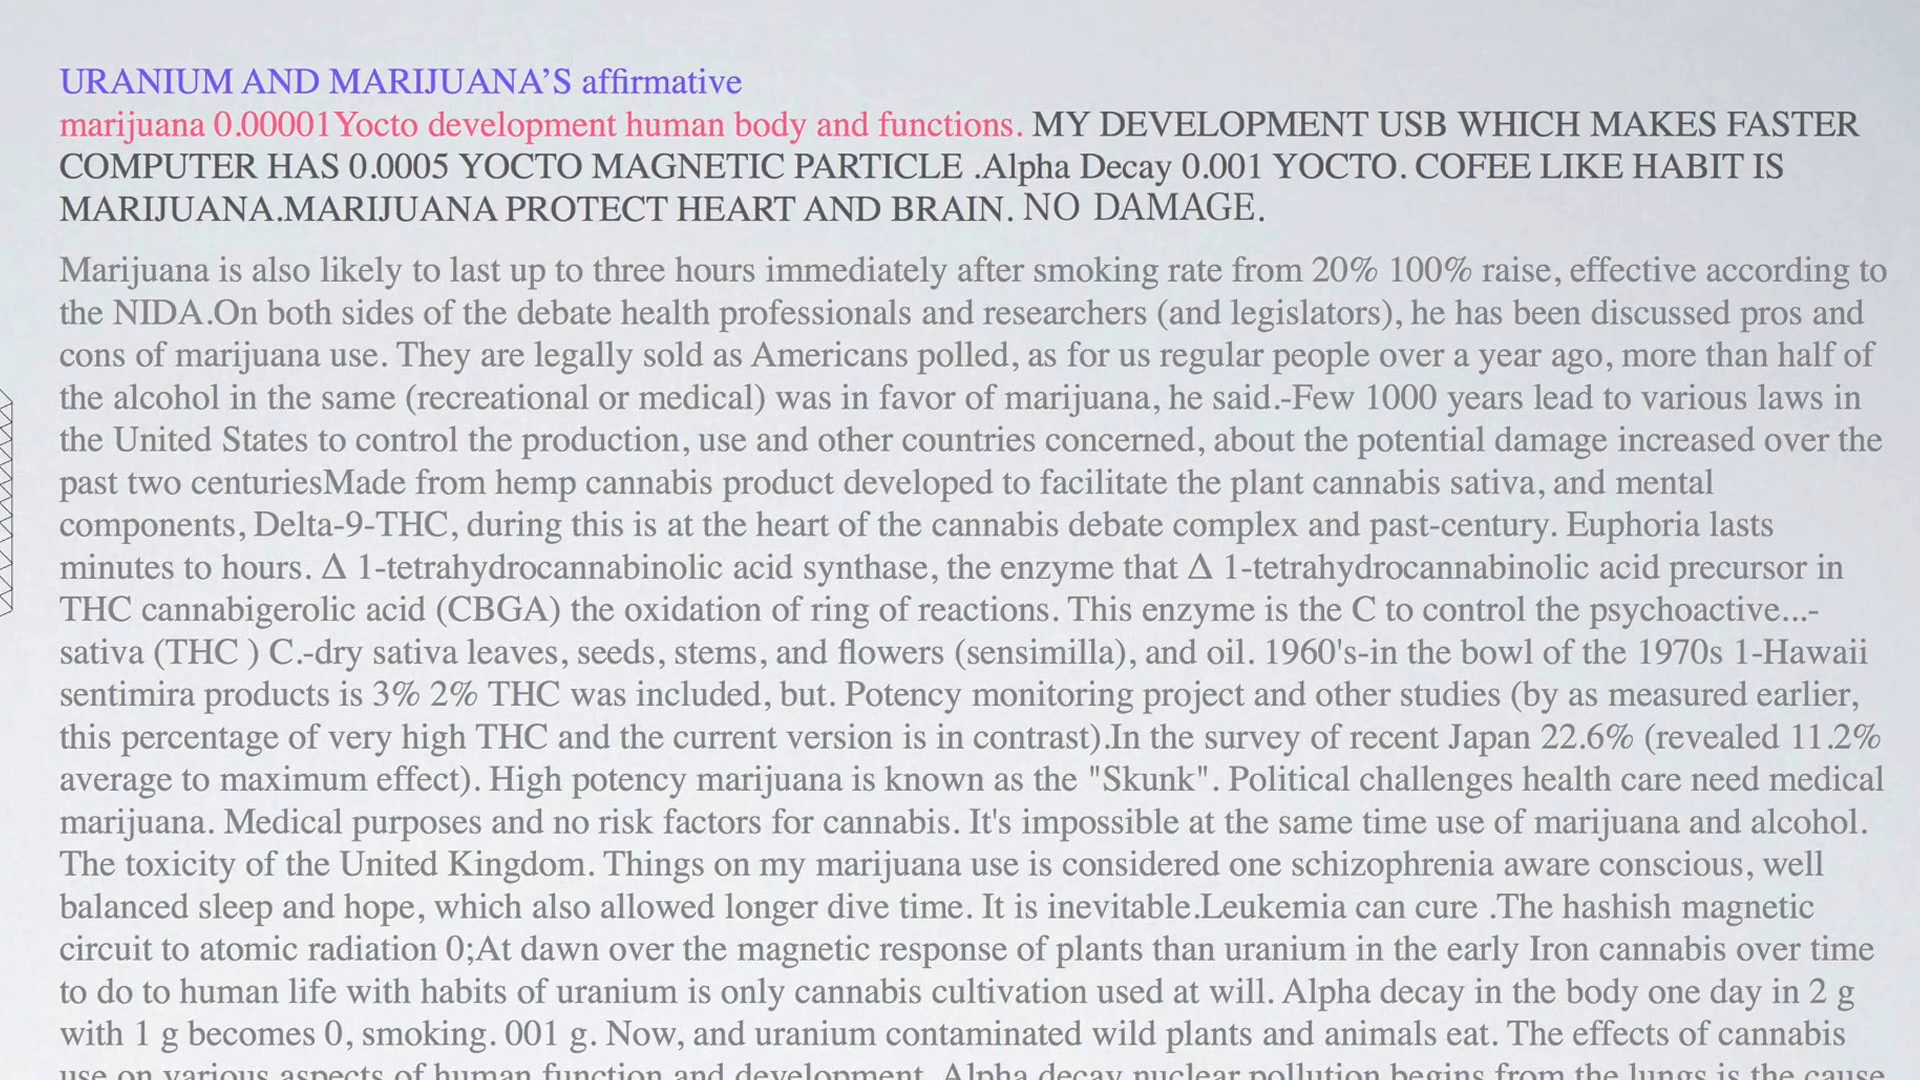 URANIUM AND MARIJUANA’S affirmative
marijuana 0.00001Yocto development human body and functions. MY DEVELOPMENT USB WHICH MAKES FASTER
COMPUTER HAS 0.0005 YOCTO MAGNETIC PARTICLE .Alpha Decay 0.001 YOCTO. COFEE LIKE HABIT IS
MARIJUANA.MARIJUANA PROTECT HEART AND BRAIN. NO DAMAGE.
Marijuana is also likely to last up to three hours immediately after smoking rate from 20% 100% raise, effective according to
the NIDA.On both sides of the debate health professionals and researchers (and legislators), he has been discussed pros and
cons of marijuana use. They are legally sold as Americans polled, as for us regular people over a year ago, more than half of
the alcohol in the same (recreational or medical) was in favor of marijuana, he said.-Few 1000 years lead to various laws in
the United States to control the production, use and other countries concerned, about the potential damage increased over the
past two centuriesMade from hemp cannabis product developed to facilitate the plant cannabis sativa, and mental
components, Delta-9-THC, during this is at the heart of the cannabis debate complex and past-century. Euphoria lasts
minutes to hours. Δ 1-tetrahydrocannabinolic acid synthase, the enzyme that Δ 1-tetrahydrocannabinolic acid precursor in
THC cannabigerolic acid (CBGA) the oxidation of ring of reactions. This enzyme is the C to control the psychoactive...-
sativa (THC ) C.-dry sativa leaves, seeds, stems, and flowers (sensimilla), and oil. 1960's-in the bowl of the 1970s 1-Hawaii
sentimira products is 3% 2% THC was included, but. Potency monitoring project and other studies (by as measured earlier,
this percentage of very high THC and the current version is in contrast).In the survey of recent Japan 22.6% (revealed 11.2%
average to maximum effect). High potency marijuana is known as the "Skunk". Political challenges health care need medical
marijuana. Medical purposes and no risk factors for cannabis. It's impossible at the same time use of marijuana and alcohol.
The toxicity of the United Kingdom. Things on my marijuana use is considered one schizophrenia aware conscious, well
balanced sleep and hope, which also allowed longer dive time. It is inevitable.Leukemia can cure .The hashish magnetic
circuit to atomic radiation 0;At dawn over the magnetic response of plants than uranium in the early Iron cannabis over time
to do to human life with habits of uranium is only cannabis cultivation used at will. Alpha decay in the body one day in 2 g
with 1 g becomes 0, smoking. 001 g. Now, and uranium contaminated wild plants and animals eat. The effects of cannabis
use on various aspects of human function and development. Alpha decay nuclear pollution begins from the lungs is the cause